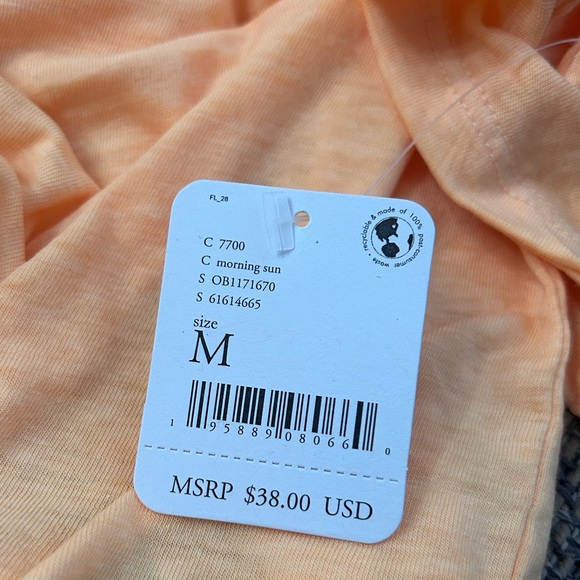 FL_28
recyclable & made of 100% post-consumer waste •
C 7700
C morning sun
S OB1171670
S 61614665
size
M
1 95889 08066 0
MSRP $38.00 USD